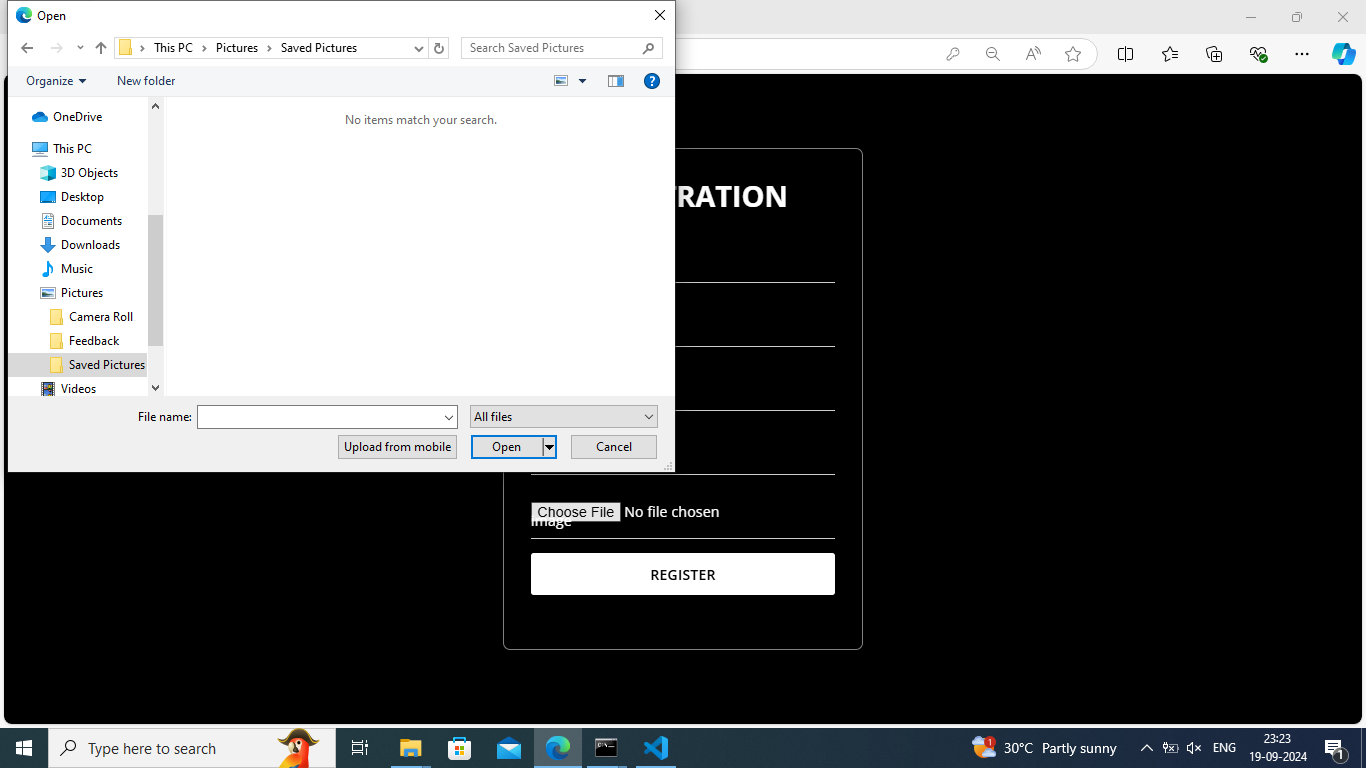 Open
This PC Pictures Saved Pictures
Search Saved Pictures
Organize
New folder
No items match your search.
OneDrive
This PC
3D Objects
Desktop
Documents
Downloads
Music
Pictures
Camera Roll
Feedback
Saved Pictures
Videos
File name:
All files
Upload from mobile
Open
Cancel
TRATION
Choose File No file chosen
Image
REGISTER
Type here to search
1
30°C Partly sunny
ENG
23:23
19-09-2024
1